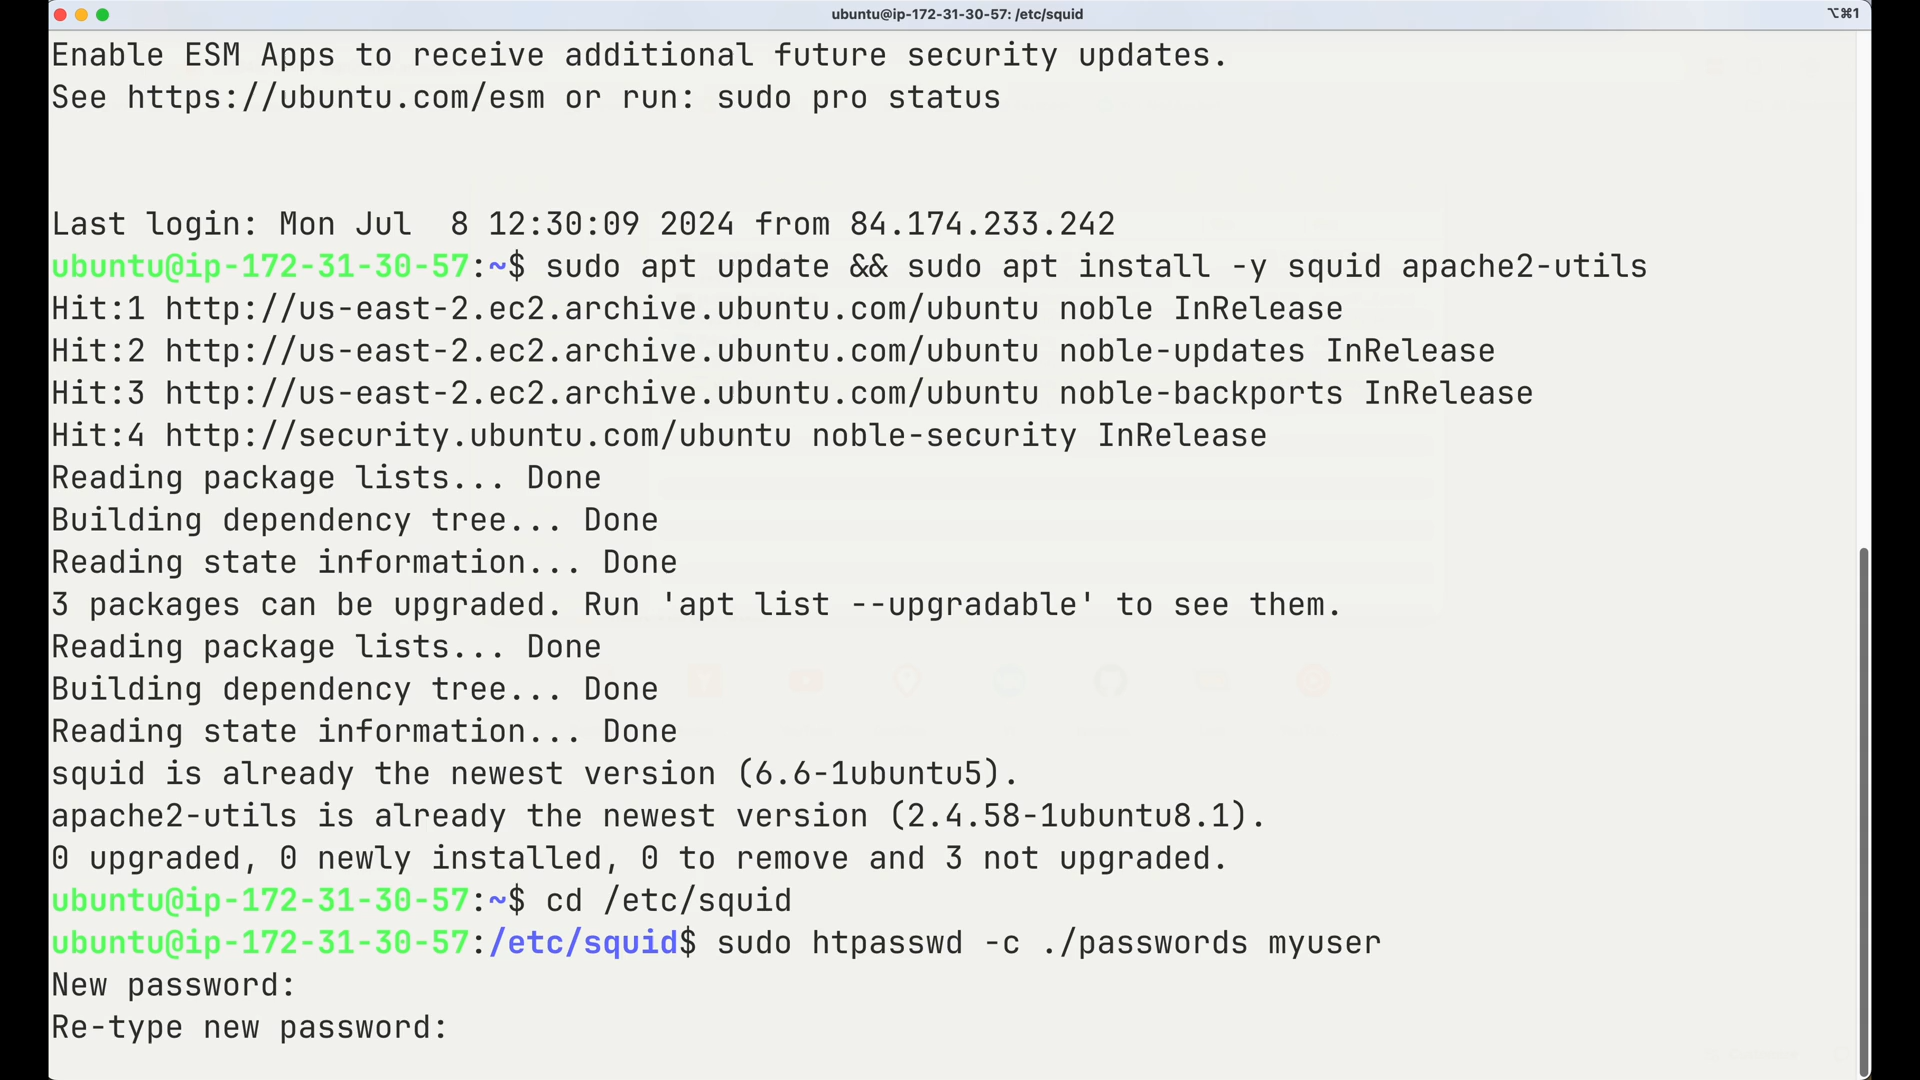 ubuntu@ip-172-31-30-57: /etc/squid
⌥⌘1
Enable ESM Apps to receive additional future security updates.
See https://ubuntu.com/esm or run: sudo pro status
Last login: Mon Jul  8 12:30:09 2024 from 84.174.233.242
ubuntu@ip-172-31-30-57:~$ sudo apt update && sudo apt install -y squid apache2-utils
Hit:1 http://us-east-2.ec2.archive.ubuntu.com/ubuntu noble InRelease
Hit:2 http://us-east-2.ec2.archive.ubuntu.com/ubuntu noble-updates InRelease
Hit:3 http://us-east-2.ec2.archive.ubuntu.com/ubuntu noble-backports InRelease
Hit:4 http://security.ubuntu.com/ubuntu noble-security InRelease
Reading package lists... Done
Building dependency tree... Done
Reading state information... Done
3 packages can be upgraded. Run 'apt list --upgradable' to see them.
Reading package lists... Done
Building dependency tree... Done
Reading state information... Done
squid is already the newest version (6.6-1ubuntu5).
apache2-utils is already the newest version (2.4.58-1ubuntu8.1).
0 upgraded, 0 newly installed, 0 to remove and 3 not upgraded.
ubuntu@ip-172-31-30-57:~$ cd /etc/squid
ubuntu@ip-172-31-30-57:/etc/squid$ sudo htpasswd -c ./passwords myuser
New password:
Re-type new password: